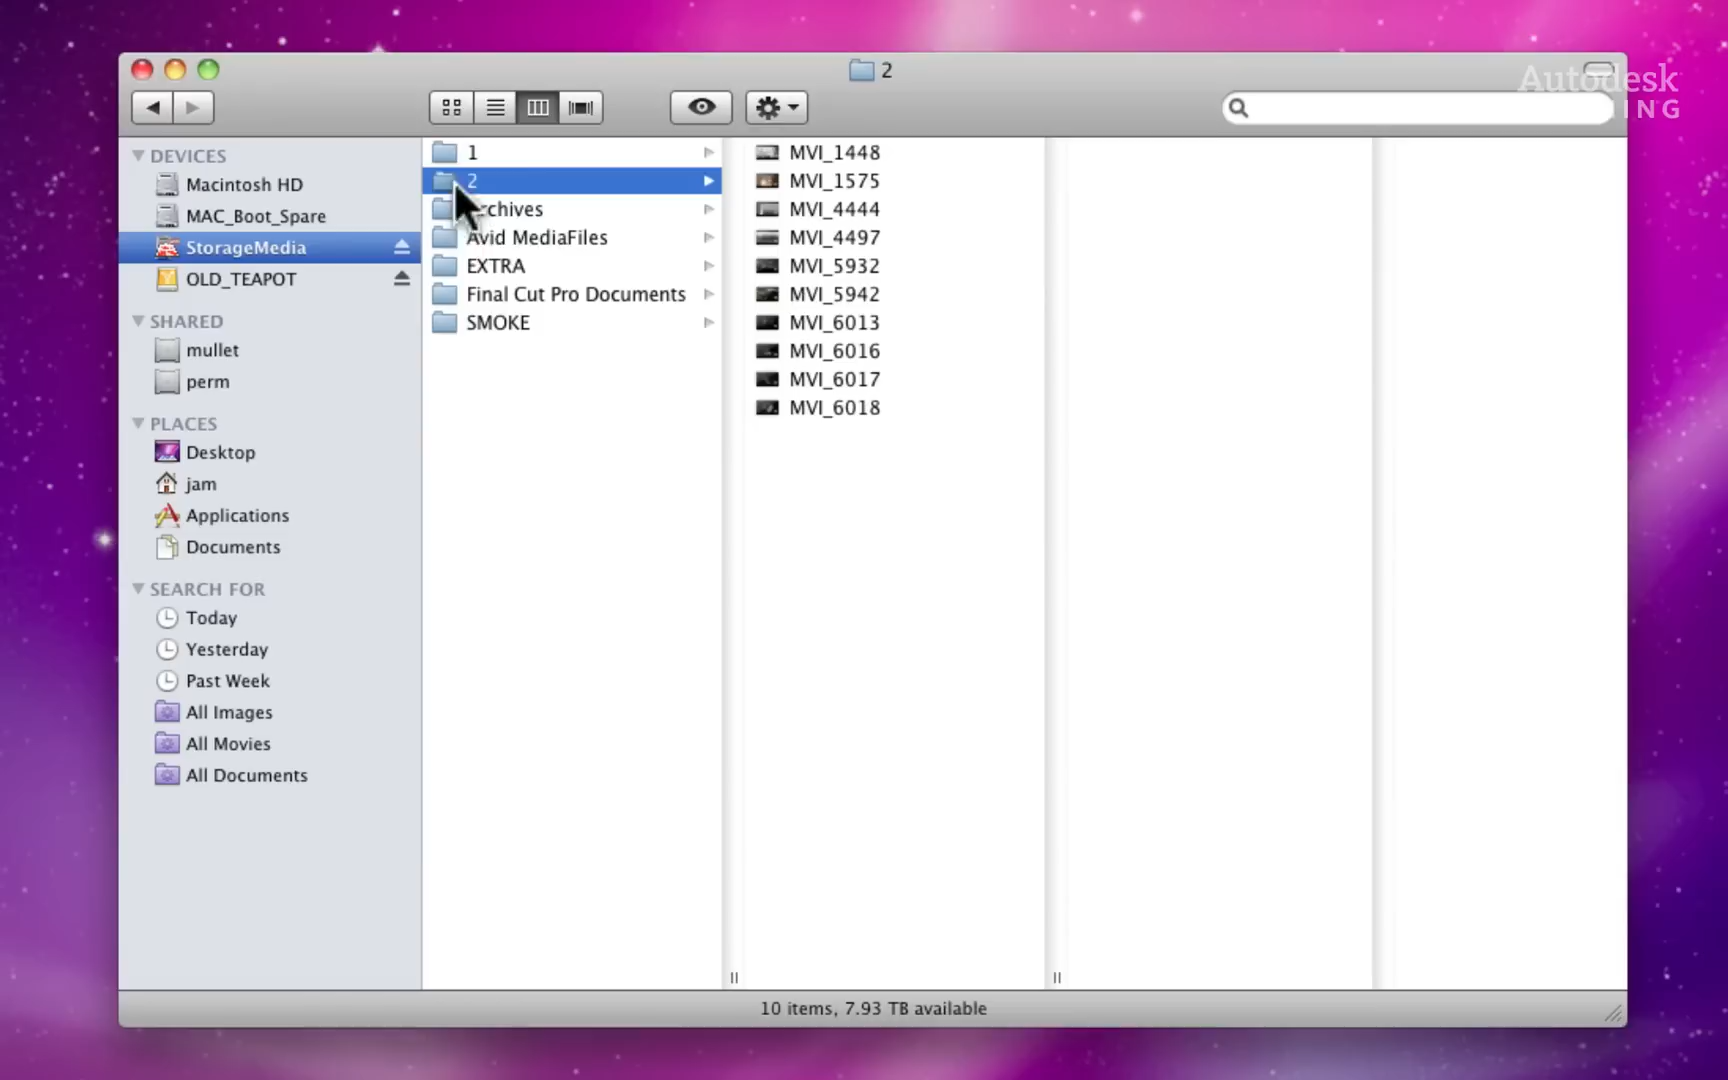 2
Autodesk
ING
DEVICES
Macintosh HD
MAC_Boot_Spare
StorageMedia
OLD_TEAPOT
SHARED
mullet
perm
PLACES
Desktop
jam
Applications
Documents
SEARCH FOR
Today
Yesterday
Past Week
All Images
All Movies
All Documents
1
2
chives
Avid MediaFiles
EXTRA
Final Cut Pro Documents
SMOKE
MVI_1448
MVI_1575
MVI_4444
MVI_4497
MVI_5932
MVI_5942
MVI_6013
MVI_6016
MVI_6017
MVI_6018
10 items, 7.93 TB available